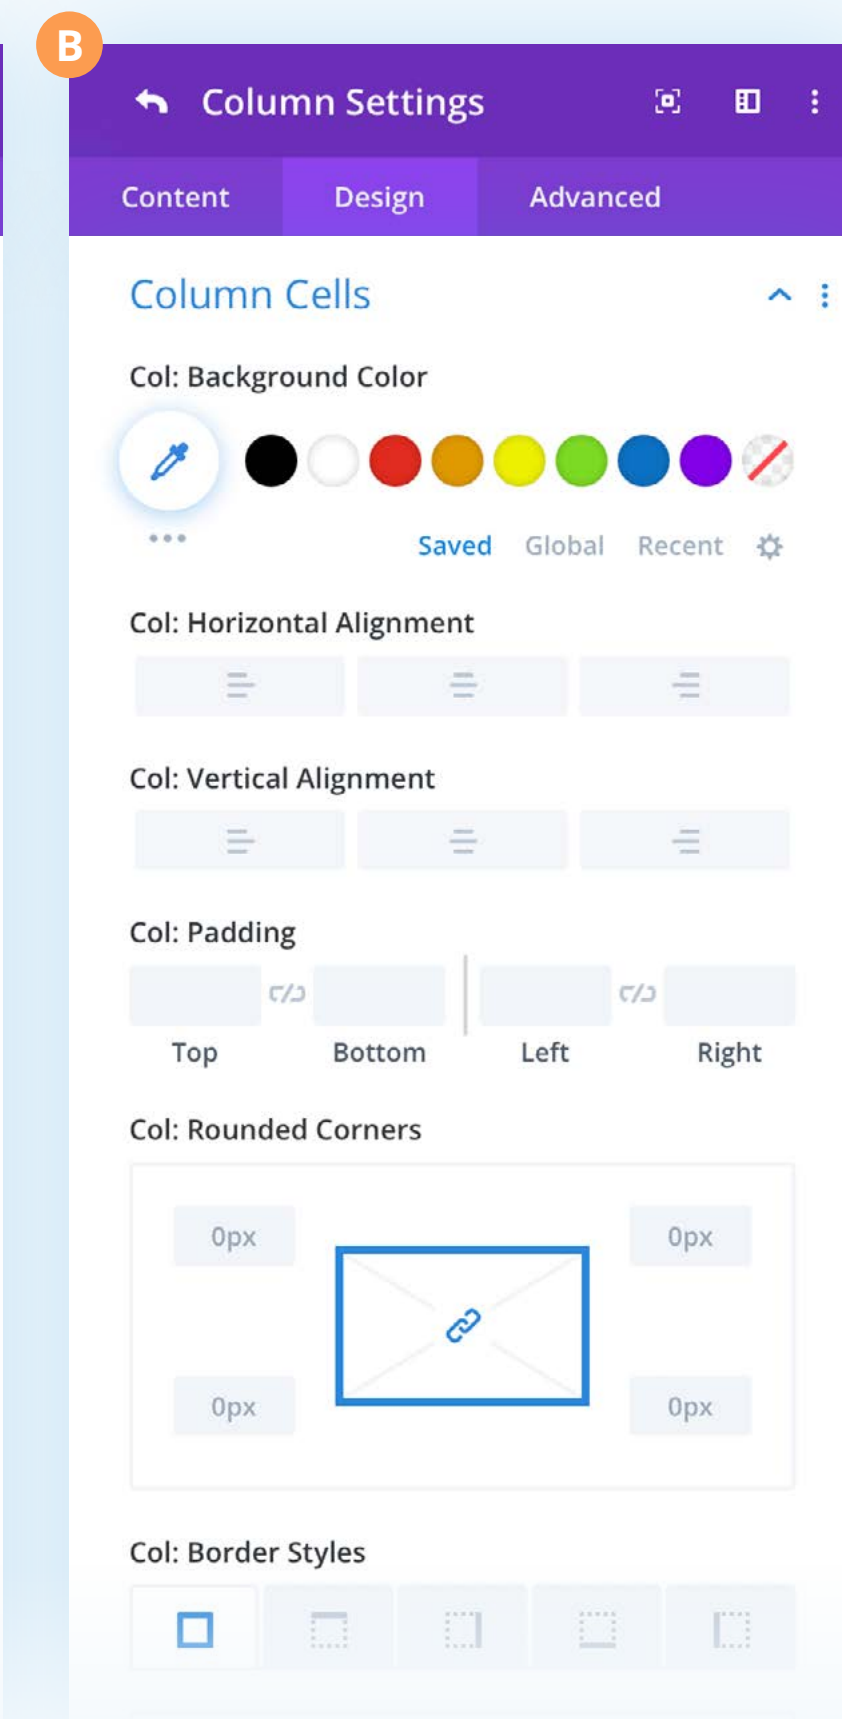 B
Column Settings
Content Design Advanced
Column Cells
Col: Background Color
Saved Global Recent
Col: Horizontal Alignment
Col: Vertical Alignment
Col: Padding
Top Bottom Left Right
Col: Rounded Corners
0px 0px
0px 0px
Col: Border Styles